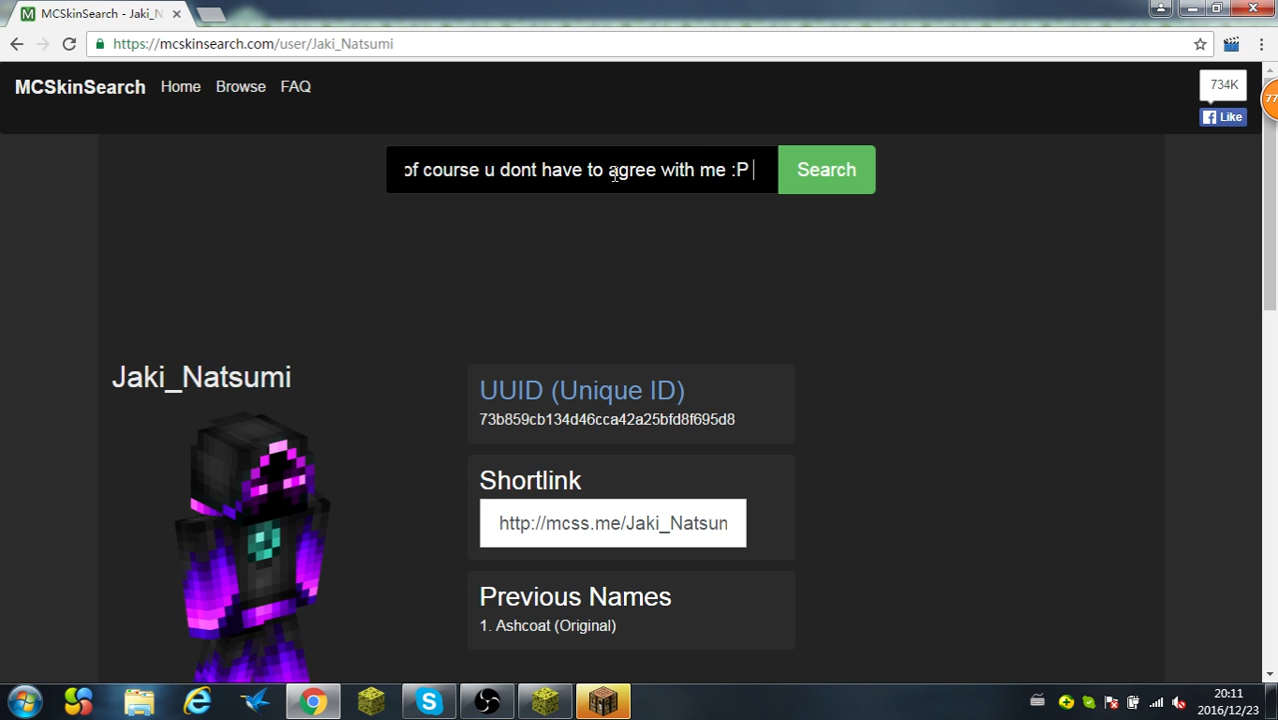 MCSkinSearch - Jaki_N
https://mcskinsearch.com/user/Jaki_Natsumi
MCSkinSearch Home Browse FAQ
734K
Like
77
of course u dont have to agree with me :P
Search
Jaki_Natsumi
UUID (Unique ID)
73b859cb134d46cca42a25bfd8f695d8
Shortlink
http://mcss.me/Jaki_Natsun
Previous Names
1. Ashcoat (Original)
20:11
2016/12/23